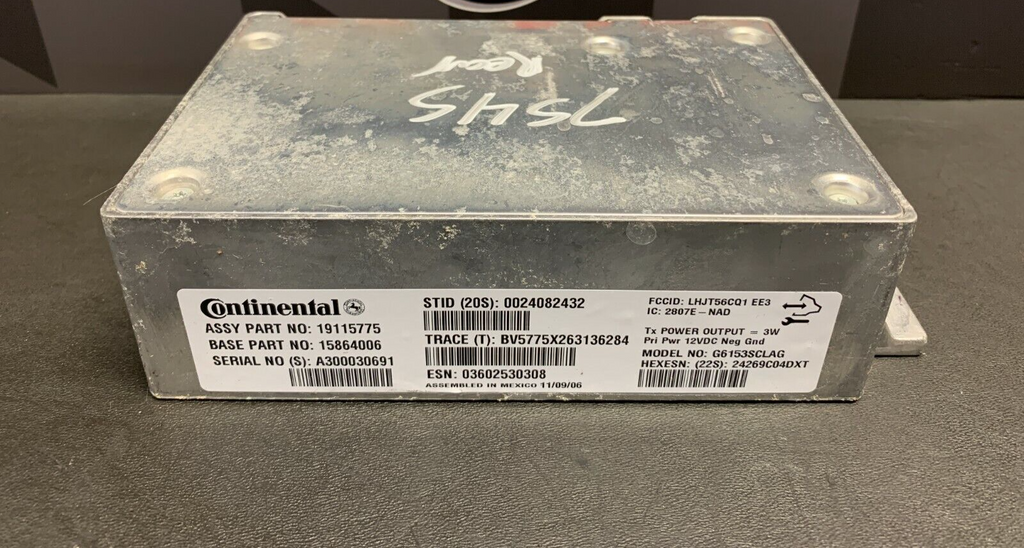 Rear
7545
Continental
ASSY PART NO: 19115775
BASE PART NO: 15864006
SERIAL NO (S): A300030691
STID (20S): 0024082432
TRACE (T): BV5775X263136284
ESN: 03602530308
ASSEMBLED IN MEXICO 11/09/06
FCCID: LHJT56CQ1 EE3
IC: 2807E-NAD
Tx POWER OUTPUT = 3W
Pri Pwr 12VDC Neg Gnd
MODEL NO: G6153SCLAG
HEXESN: (22S): 24269C04DXT